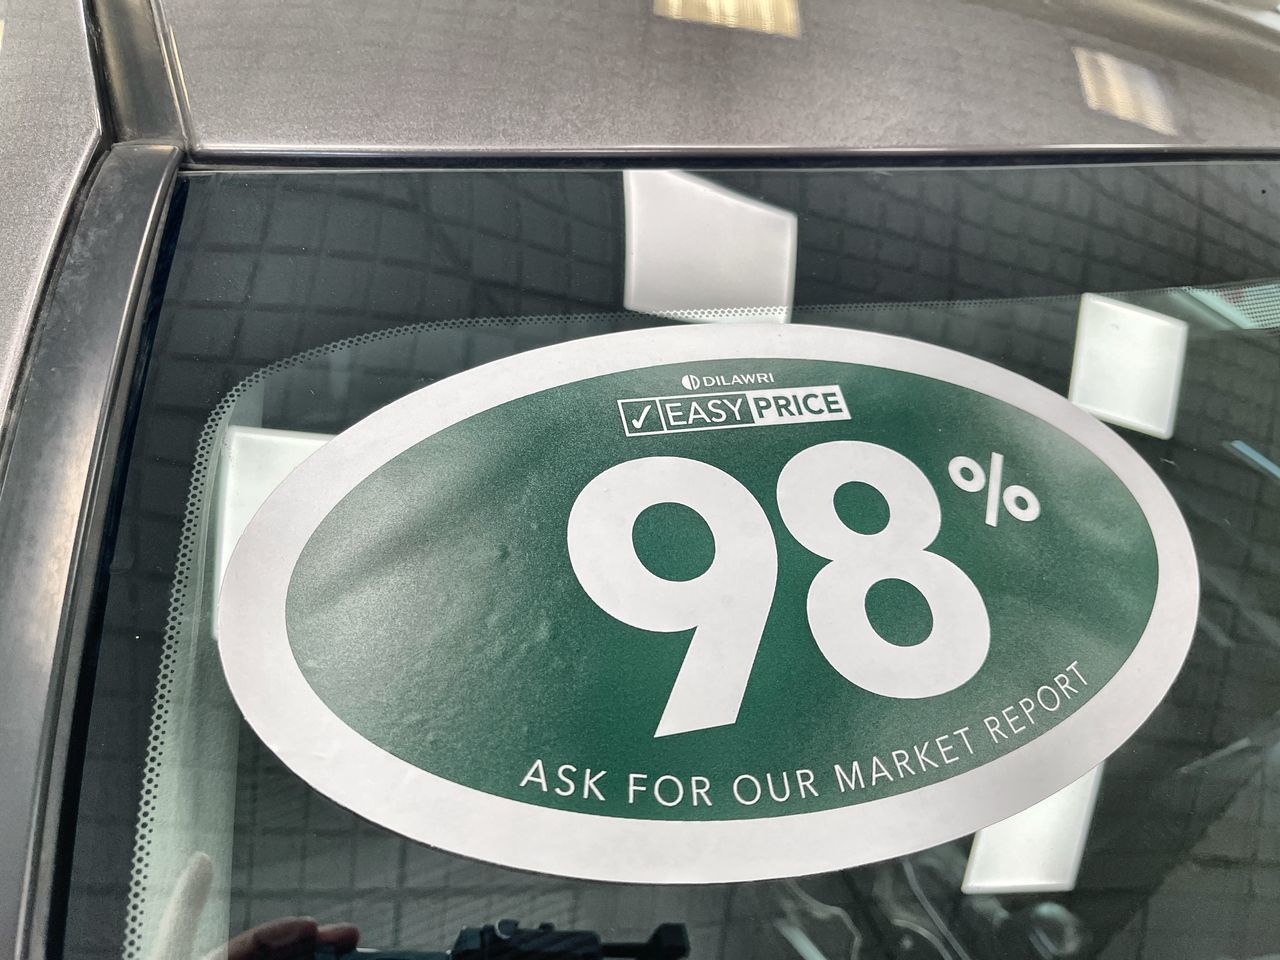 DILAWRI
✓ EASY PRICE
98%
ASK FOR OUR MARKET REPORT